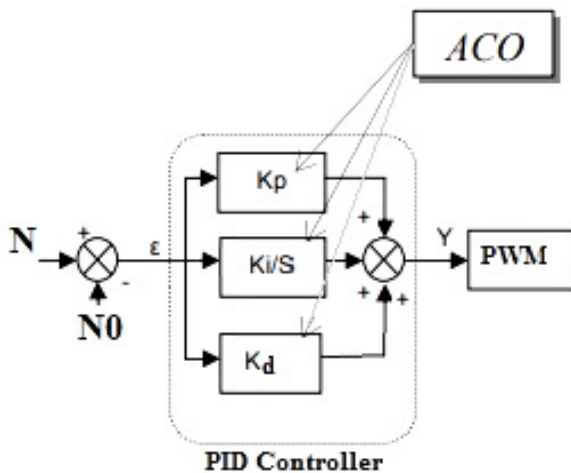 ACO
Kp
+
+
N
ε
Ki/S
Y
PWM
-
+
+
N0
Kd
PID Controller